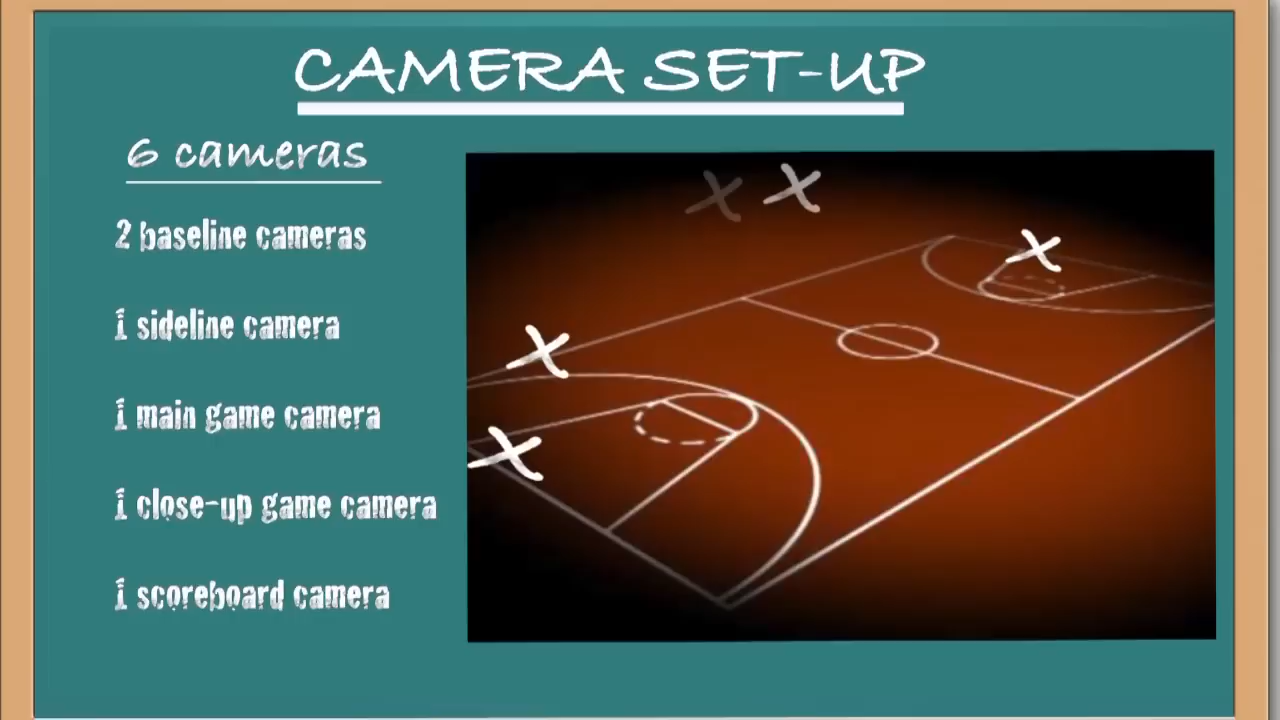 CAMERA SET-UP
6 cameras
2 baseline cameras
1 sideline camera
1 main game camera
1 close-up game camera
1 scoreboard camera
X X
X
X
X